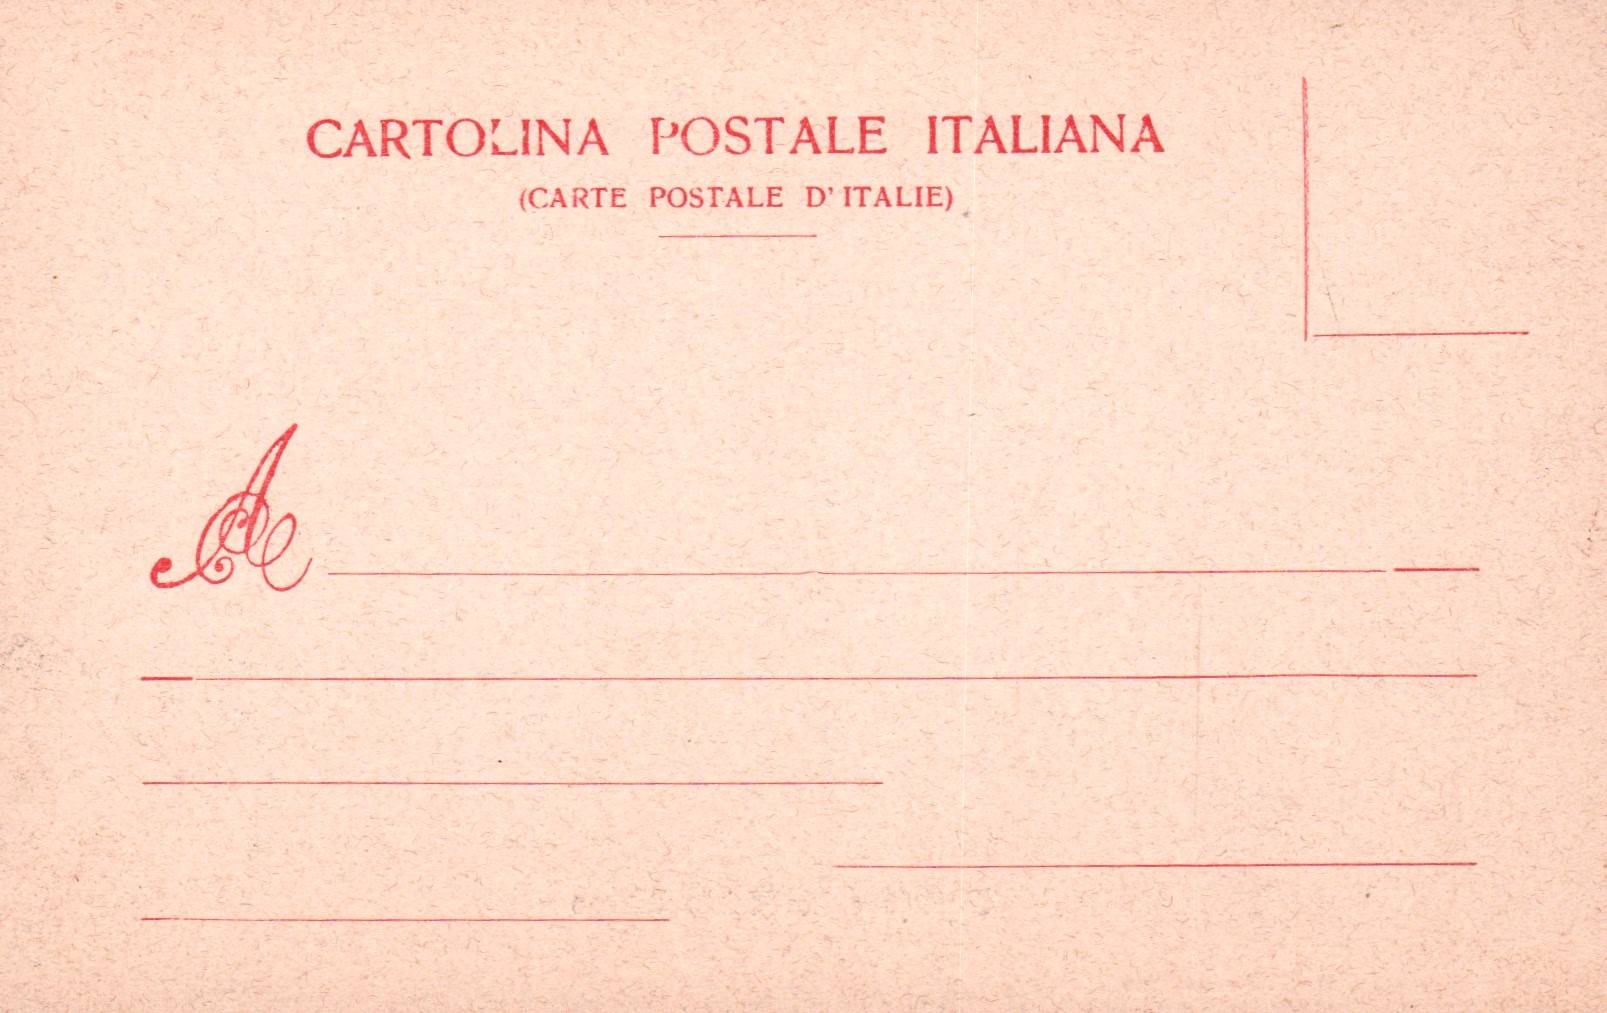 CARTOLINA POSTALE ITALIANA
(CARTE POSTALE D'ITALIE)
A